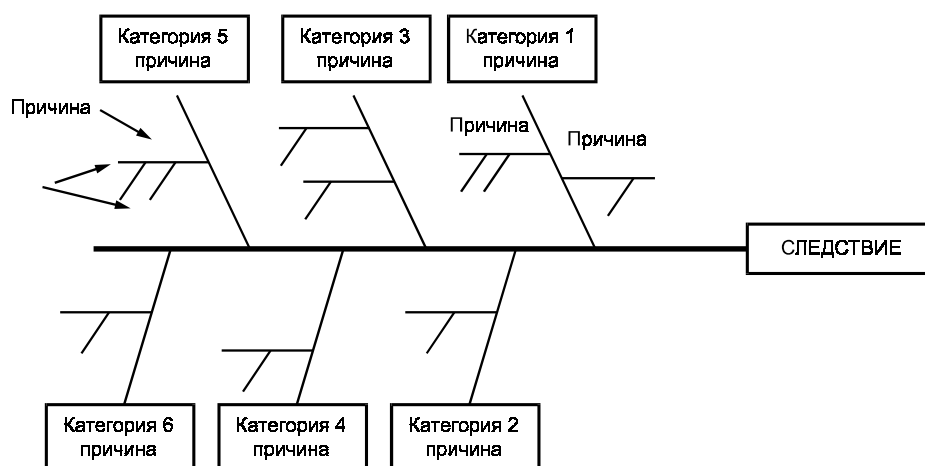 Категория 5
причина
Категория 3
причина
Категория 1
причина
Причина
Причина
Причина
СЛЕДСТВИЕ
Категория 6
причина
Категория 4
причина
Категория 2
причина